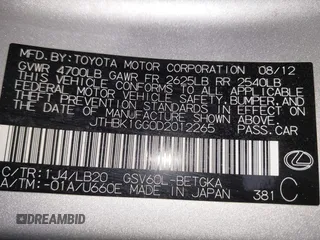 MFD. BY: TOYOTA MOTOR CORPORATION 08/12
GVWR 4700LB GAWR FR 2625LB RR 2540LB
THIS VEHICLE CONFORMS TO ALL APPLICABLE
FEDERAL MOTOR VEHICLE SAFETY, BUMPER, AND
THEFT PREVENTION STANDARDS IN EFFECT ON
THE DATE OF MANUFACTURE SHOWN ABOVE.
JTHBK1GG0D2012265 PASS. CAR
C/TR: 1J4/LB20 GSV60L-BETGKA
A/TM: -01A/U660E MADE IN JAPAN 381 C
DREAMBID